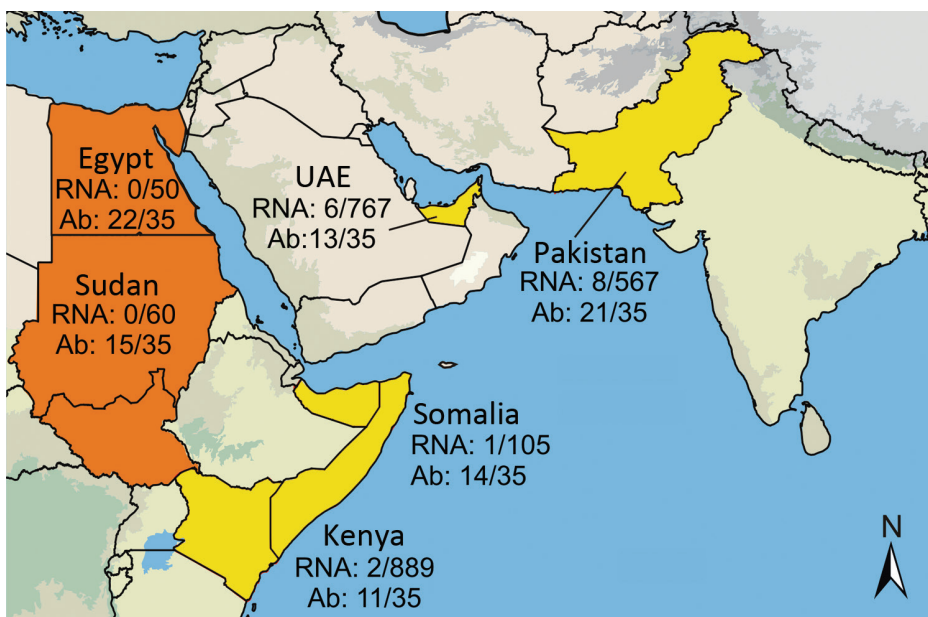 Egypt
RNA: 0/50
Ab: 22/35
UAE
RNA: 6/767
Ab:13/35
Pakistan
RNA: 8/567
Ab: 21/35
Sudan
RNA: 0/60
Ab: 15/35
Somalia
RNA: 1/105
Ab: 14/35
Kenya
RNA: 2/889
Ab: 11/35
N